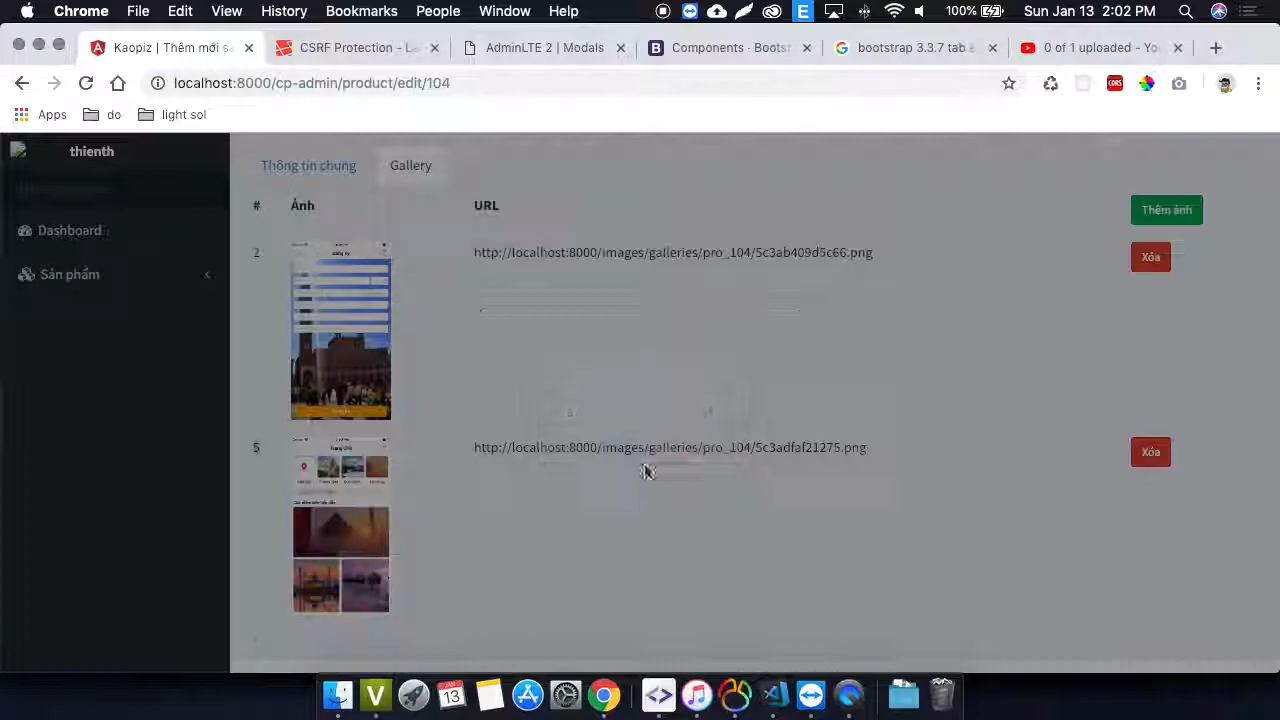 Chrome File Edit View History Bookmarks People Window Help 100% Sun Jan 13 2:02 PM
Kaopiz | Thêm mới sả
CSRF Protection - La
AdminLTE 2 | Modals
Components · Bootst
bootstrap 3.3.7 tab
0 of 1 uploaded - Yo
localhost:8000/cp-admin/product/edit/104
Apps do light sol
thienth
Thông tin chung Gallery
# Ảnh URL Thêm ảnh
Dashboard
2 http://localhost:8000/images/galleries/pro_104/5c3ab409d5c66.png Xóa
Sản phẩm
5 http://localhost:8000/images/galleries/pro_104/5c3adfaf21275.png Xóa